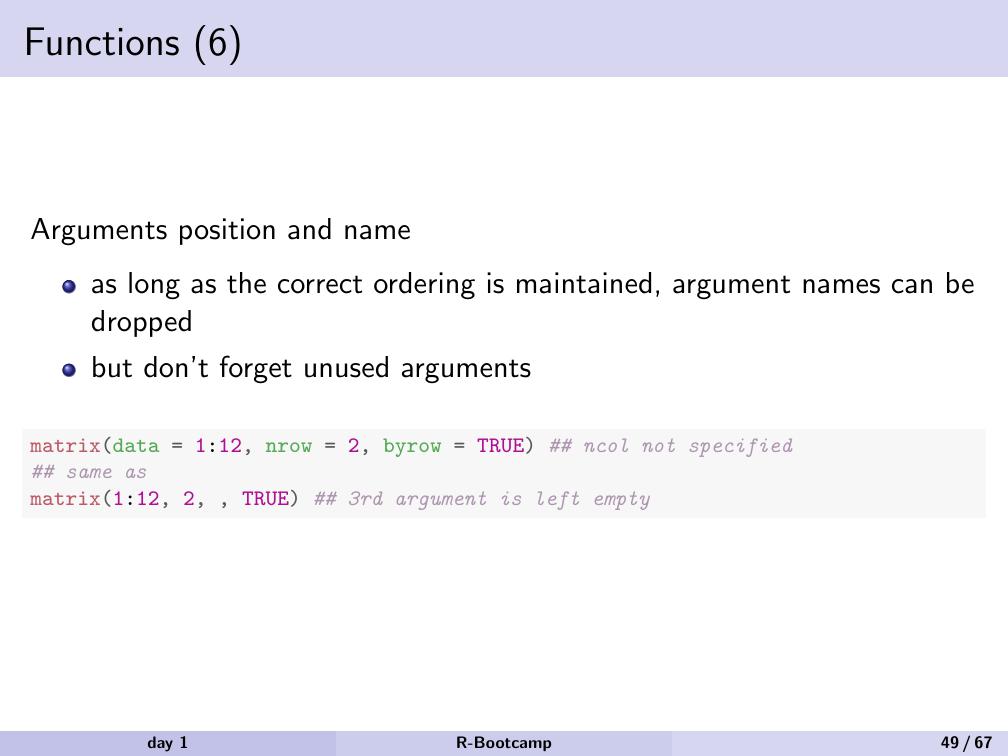 Functions (6)
Arguments position and name
as long as the correct ordering is maintained, argument names can be
dropped
but don't forget unused arguments
matrix(data = 1:12, nrow = 2, byrow = TRUE) ## ncol not specified
## same as
matrix(1:12, 2, , TRUE) ## 3rd argument is left empty
day 1 R-Bootcamp 49 / 67